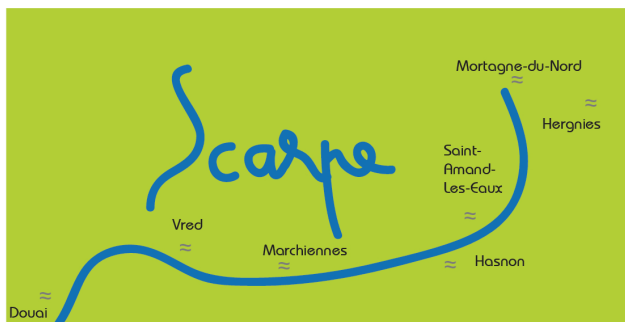 Mortagne-du-Nord
Hergnies
Scarpe
Saint-
Amand-
Les-Eaux
Vred
Marchiennes
Hasnon
Douai